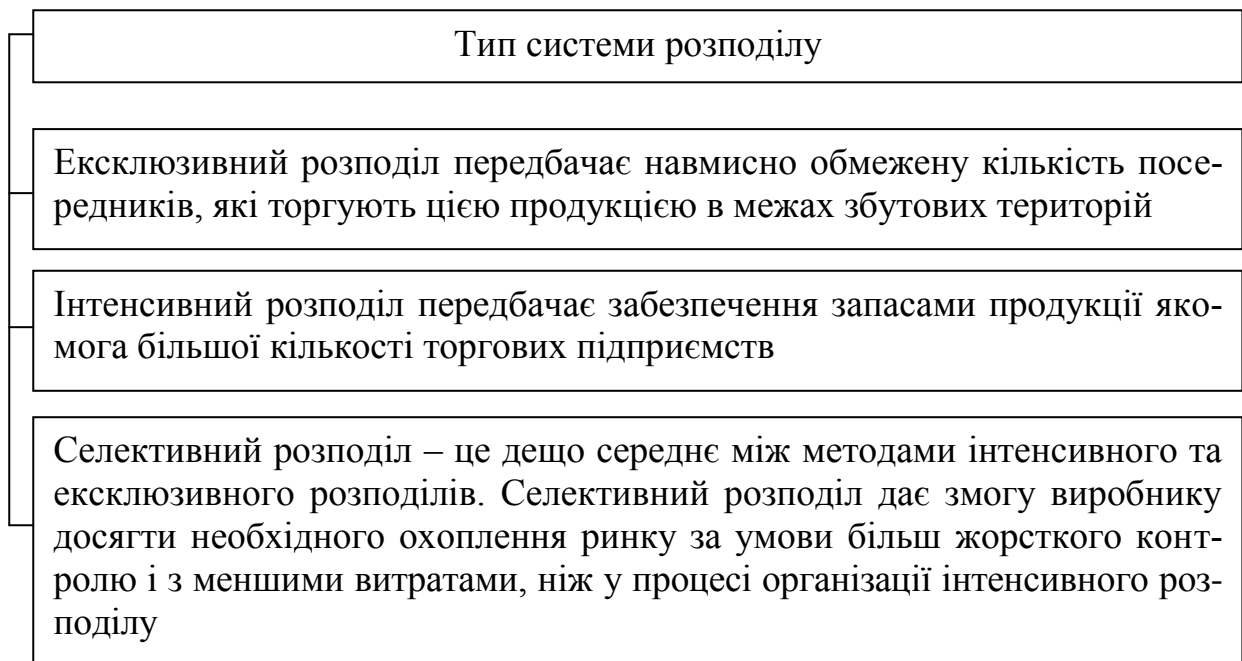 Тип системи розподілу
Ексклюзивний розподіл передбачає навмисно обмежену кількість посе-
редників, які торгують цією продукцією в межах збутових територій
Інтенсивний розподіл передбачає забезпечення запасами продукції яко-
мога більшої кількості торгових підприємств
Селективний розподіл – це дещо середнє між методами інтенсивного та
ексклюзивного розподілів. Селективний розподіл дає змогу виробнику
досягти необхідного охоплення ринку за умови більш жорсткого конт-
ролю і з меншими витратами, ніж у процесі організації інтенсивного роз-
поділу